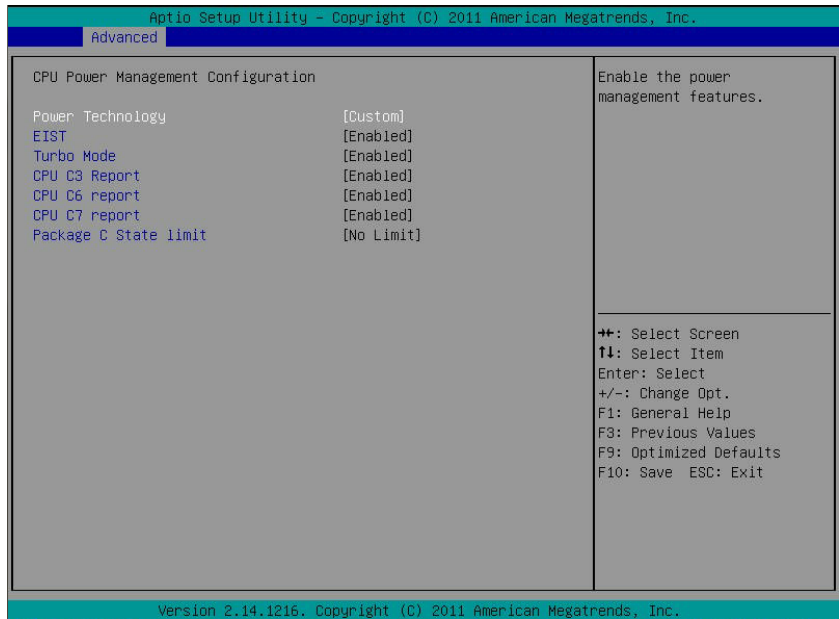 Aptio Setup Utility – Copyright (C) 2011 American Megatrends, Inc.
Advanced
CPU Power Management Configuration
Power Technology [Custom]
EIST [Enabled]
Turbo Mode [Enabled]
CPU C3 Report [Enabled]
CPU C6 report [Enabled]
CPU C7 report [Enabled]
Package C State limit [No Limit]
Enable the power
management features.
→←: Select Screen
↑↓: Select Item
Enter: Select
+/-: Change Opt.
F1: General Help
F3: Previous Values
F9: Optimized Defaults
F10: Save ESC: Exit
Version 2.14.1216. Copyright (C) 2011 American Megatrends, Inc.